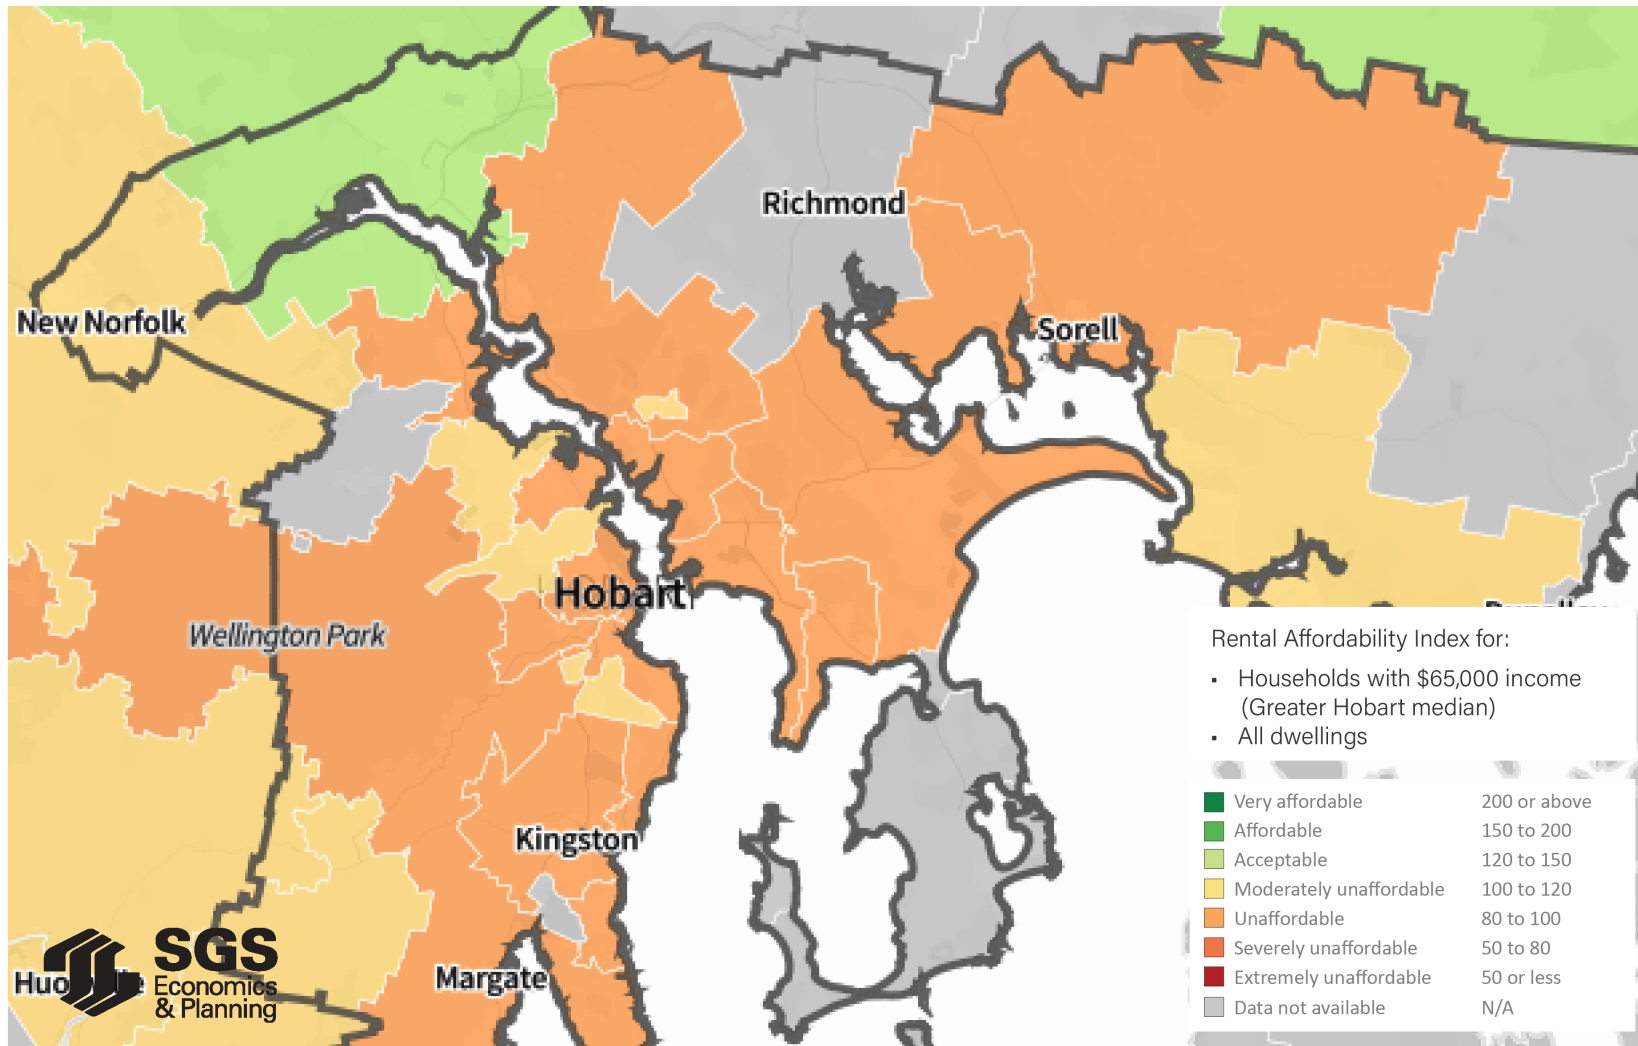 Richmond
New Norfolk
Sorell
Hobart
Wellington Park
Kingston
Margate
SGS
Economics
& Planning
Rental Affordability Index for:
▪ Households with $65,000 income
(Greater Hobart median)
▪ All dwellings
Very affordable 200 or above
Affordable 150 to 200
Acceptable 120 to 150
Moderately unaffordable 100 to 120
Unaffordable 80 to 100
Severely unaffordable 50 to 80
Extremely unaffordable 50 or less
Data not available N/A